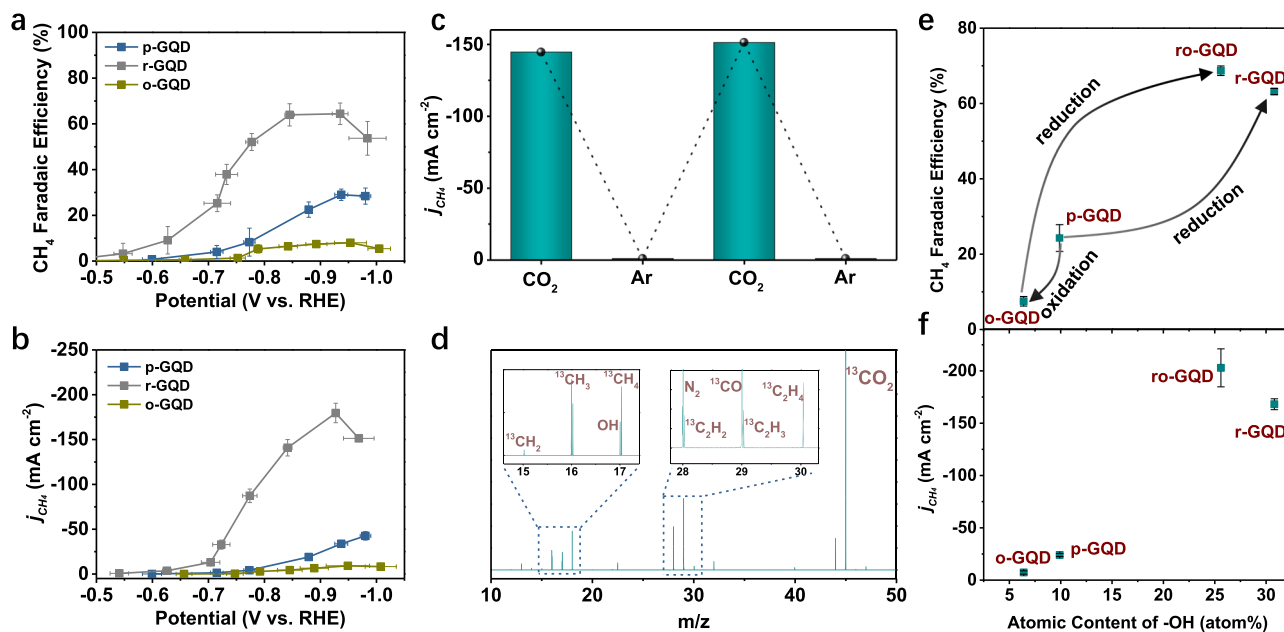 a
CH4 Faradaic Efficiency (%)
100
80
60
40
20
0
p-GQD
r-GQD
o-GQD
-0.5 -0.6 -0.7 -0.8 -0.9 -1.0
Potential (V vs. RHE)
b
jCH4 (mA cm-2)
-250
-200
-150
-100
-50
0
p-GQD
r-GQD
o-GQD
-0.5 -0.6 -0.7 -0.8 -0.9 -1.0
Potential (V vs. RHE)
c
jCH4 (mA cm-2)
-150
-100
-50
0
CO2 Ar CO2 Ar
d
13CH3 13CH4
OH
13CH2
15 16 17
N2 13CO
13C2H4
13C2H2 13C2H3
28 29 30
13CO2
10 20 30 40 50
m/z
e
CH4 Faradaic Efficiency (%)
80
60
40
20
0
ro-GQD
r-GQD
reduction
p-GQD
reduction
oxidation
o-GQD
f
jCH4 (mA cm-2)
-200
-150
-100
-50
0
ro-GQD
r-GQD
o-GQD
p-GQD
5 10 15 20 25 30
Atomic Content of -OH (atom%)